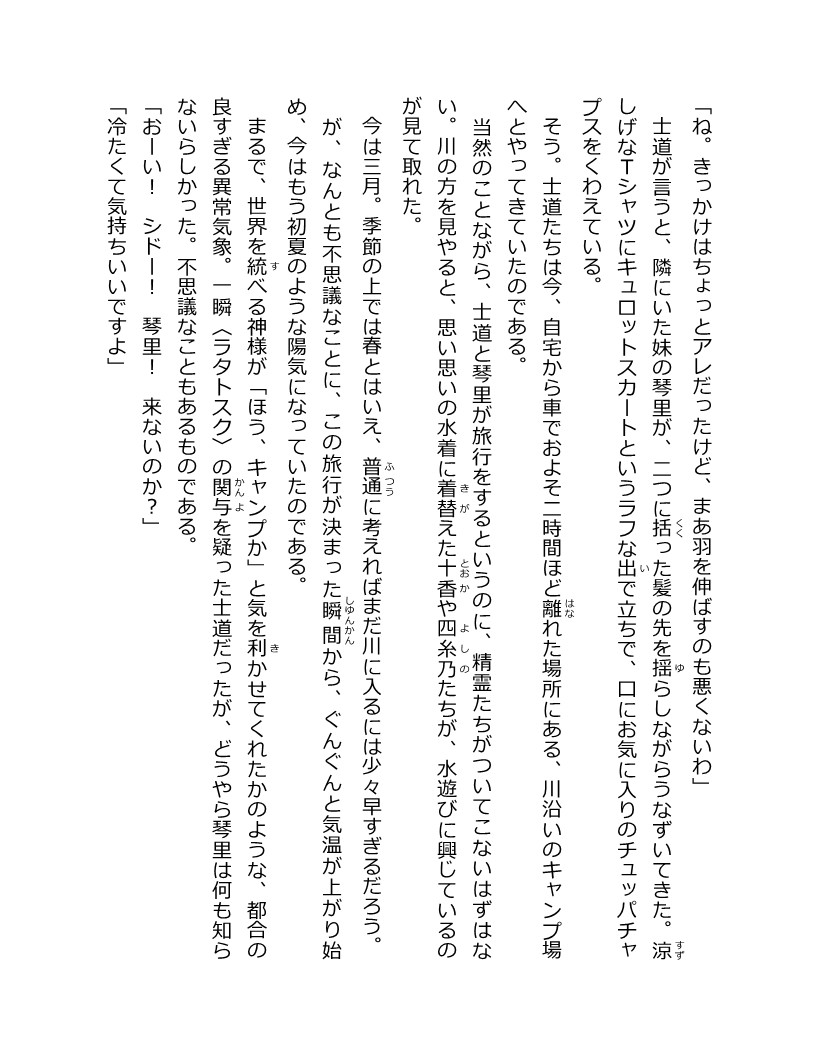 「ね。きっかけはちょっとアレだったけど、まあ羽を伸ばすのも悪くないわ」
　士道が言うと、隣にいた妹の琴里が、二つに括った髪の先を揺らしながらうなずいてきた。涼
しげなTシャツにキュロットスカートというラフな出で立ちで、口にお気に入りのチュッパチャ
プスをくわえている。
　そう。士道たちは今、自宅から車でおよそ二時間ほど離れた場所にある、川沿いのキャンプ場
へとやってきていたのである。
　当然のことながら、士道と琴里が旅行をするというのに、精霊たちがついてこないはずはな
い。川の方を見やると、思い思いの水着に着替えた十香や四糸乃たちが、水遊びに興じているの
が見て取れた。
　今は三月。季節の上では春とはいえ、普通に考えればまだ川に入るには少々早すぎるだろう。
　が、なんとも不思議なことに、この旅行が決まった瞬間から、ぐんぐんと気温が上がり始
め、今はもう初夏のような陽気になっていたのである。
　まるで、世界を統べる神様が「ほう、キャンプか」と気を利かせてくれたかのような、都合の
良すぎる異常気象。一瞬〈ラタトスク〉の関与を疑った士道だったが、どうやら琴里は何も知ら
ないらしかった。不思議なこともあるものである。
「おーい！　シドー！　琴里！　来ないのか？」
「冷たくて気持ちいいですよ」